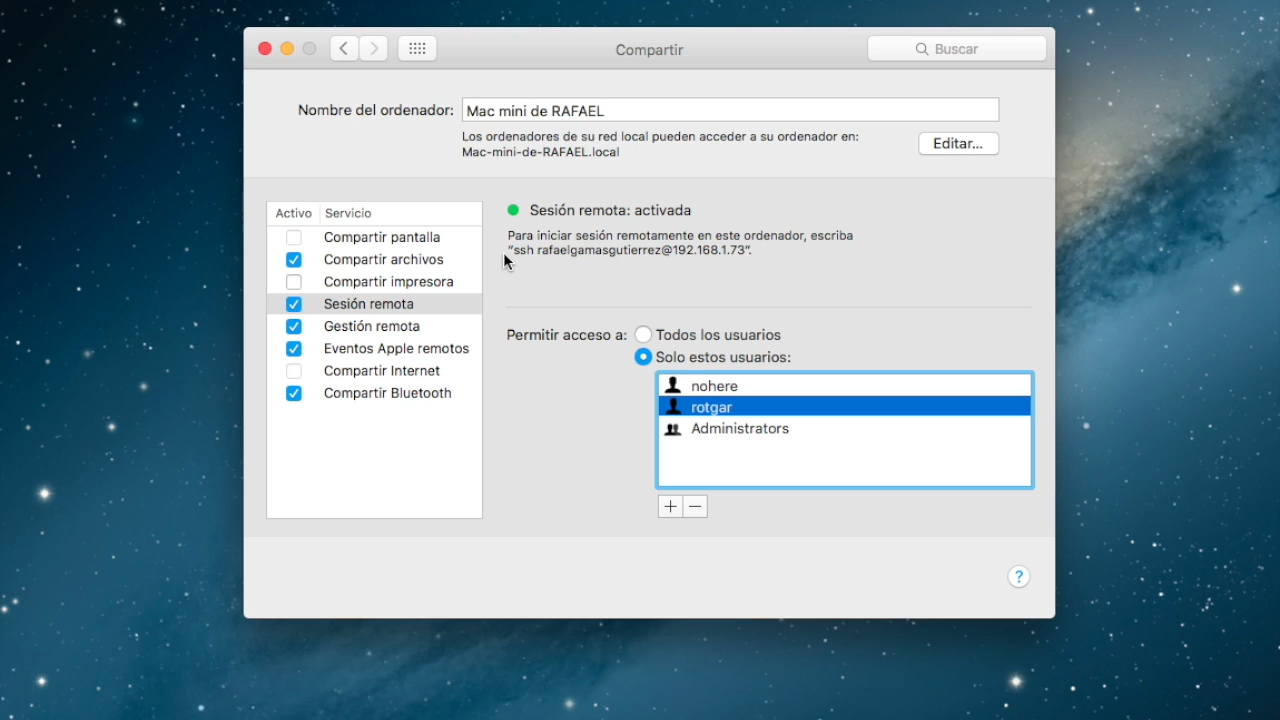 Compartir
Buscar
Nombre del ordenador: Mac mini de RAFAEL
Los ordenadores de su red local pueden acceder a su ordenador en:
Mac-mini-de-RAFAEL.local
Editar...
Activo Servicio
Compartir pantalla
Compartir archivos
Compartir impresora
Sesión remota
Gestión remota
Eventos Apple remotos
Compartir Internet
Compartir Bluetooth
Sesión remota: activada
Para iniciar sesión remotamente en este ordenador, escriba
“ssh rafaelgamasgutierrez@192.168.1.73”.
Permitir acceso a: Todos los usuarios
Solo estos usuarios:
nohere
rotgar
Administrators
+ −
?